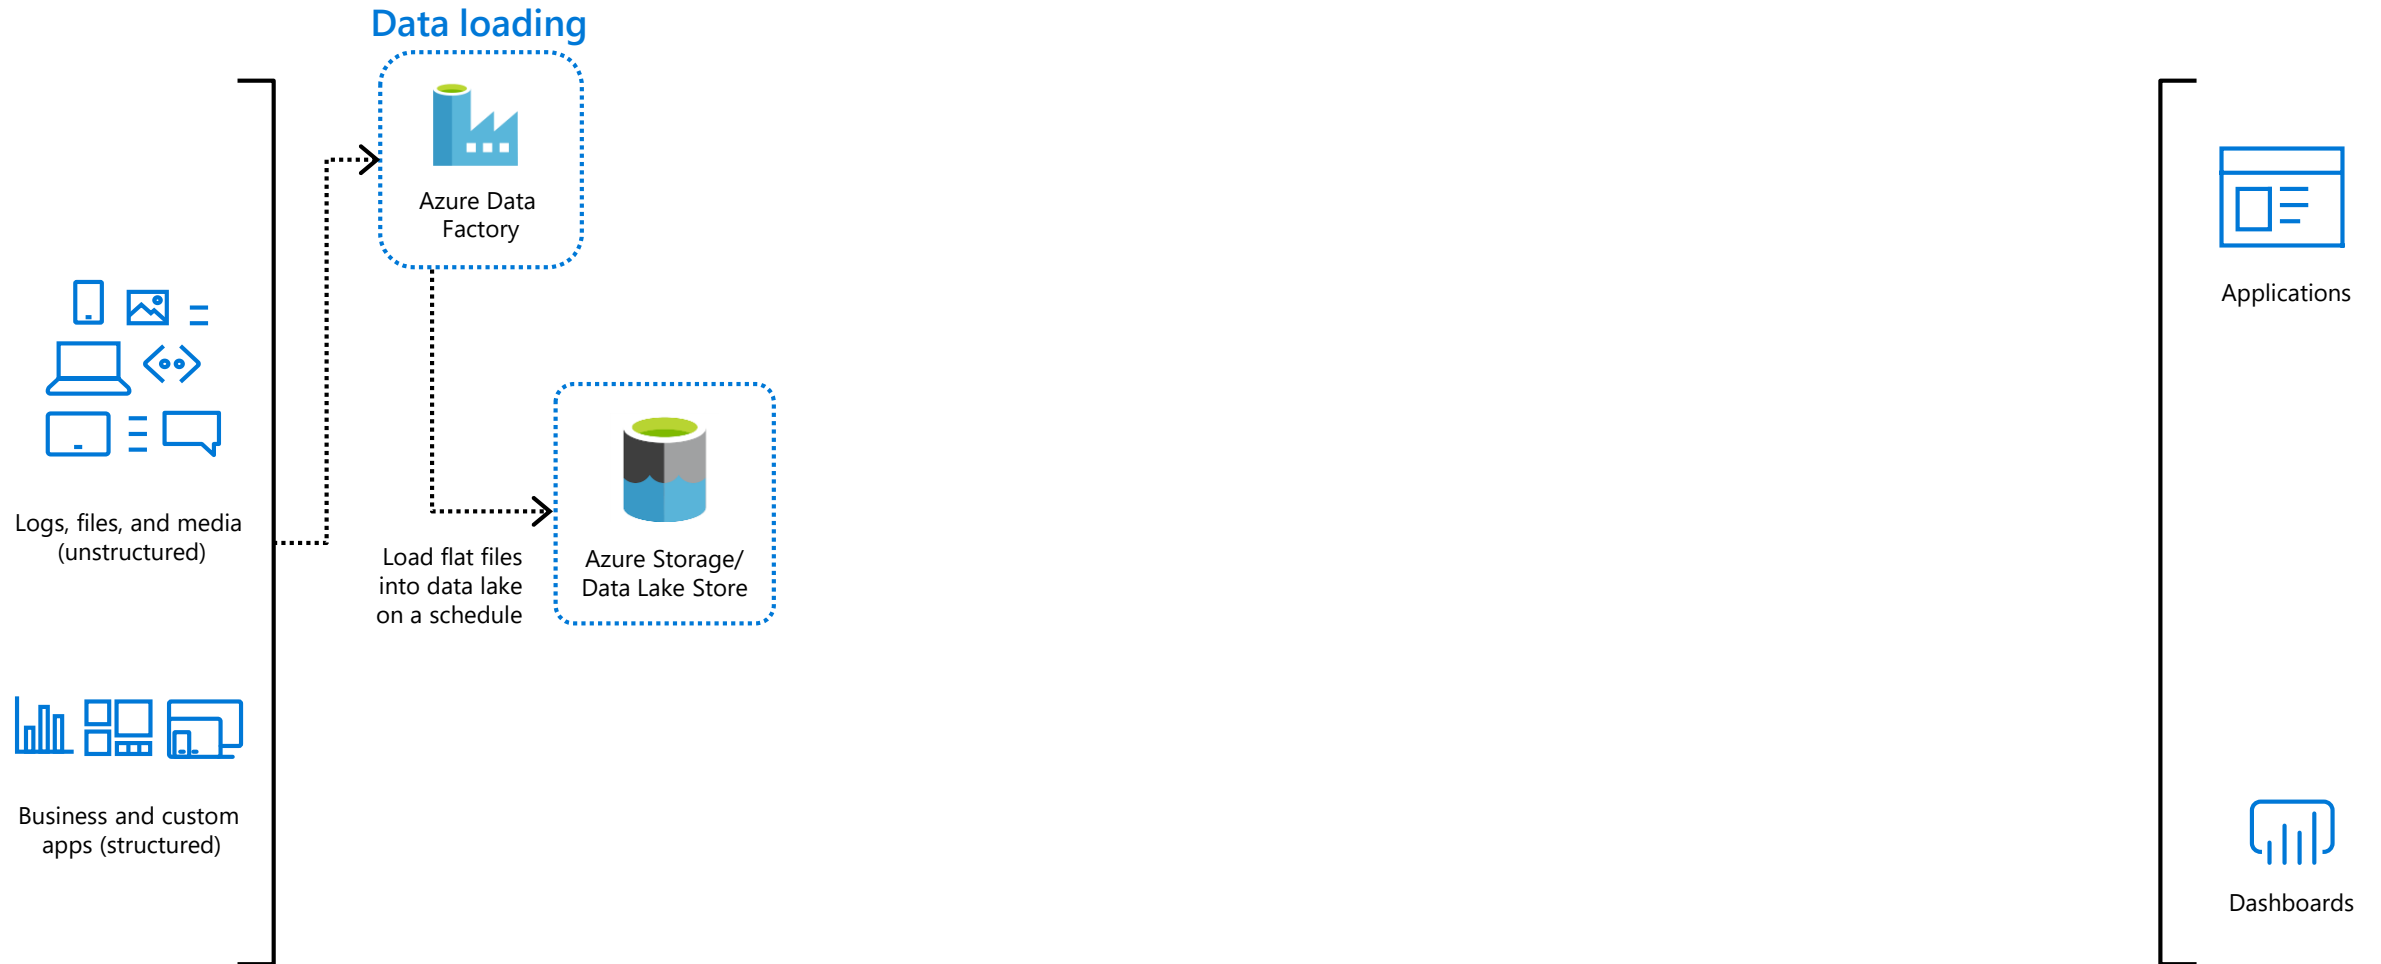 Data loading
Azure Data
Factory
Applications
Logs, files, and media
(unstructured)
Load flat files
into data lake
on a schedule
Azure Storage/
Data Lake Store
Business and custom
apps (structured)
Dashboards